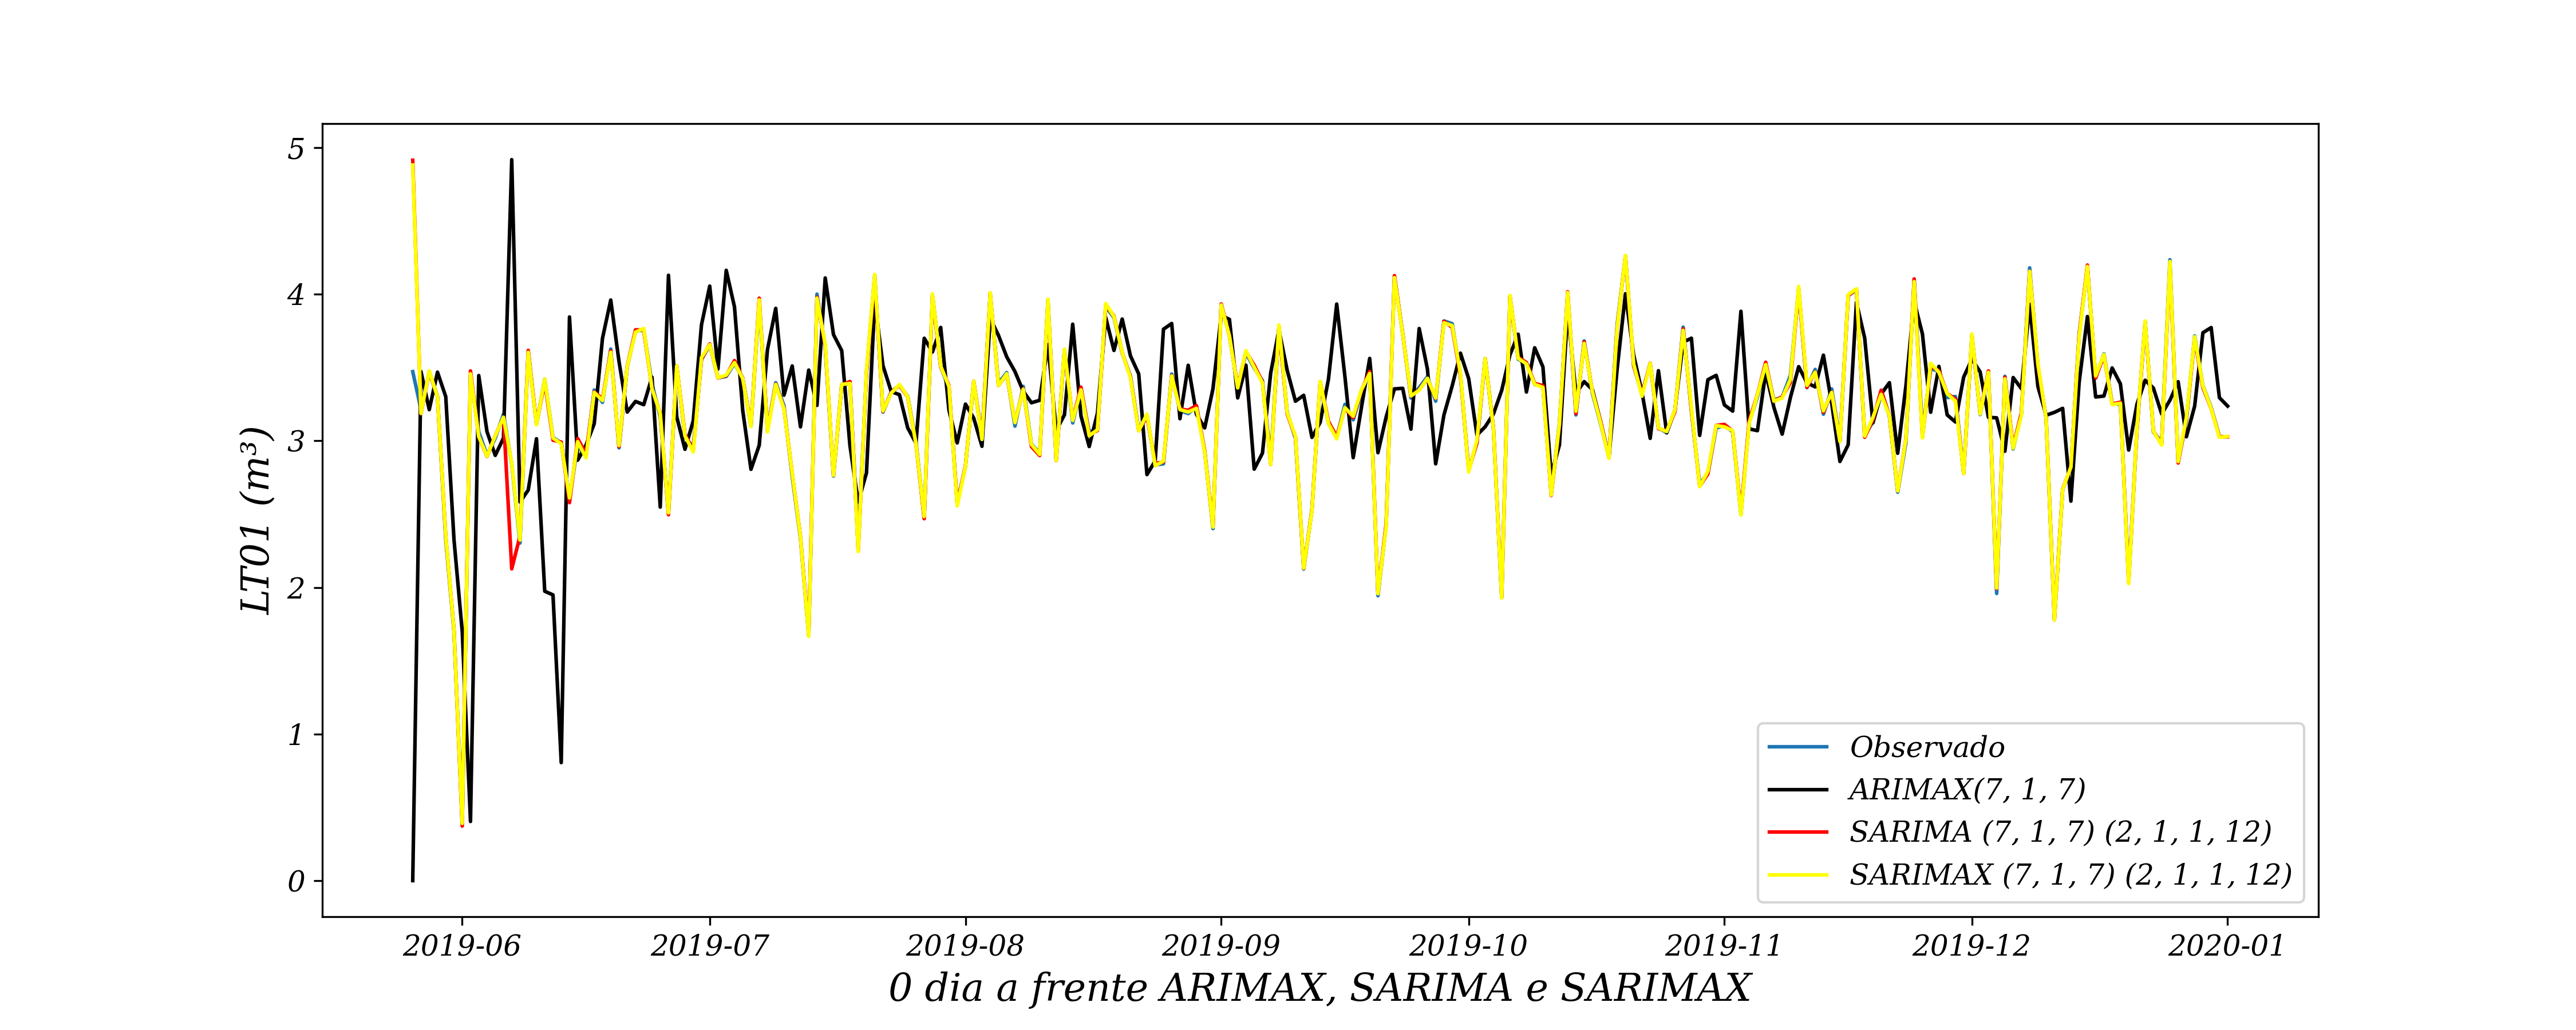 5
4
3
2
1
0
LT01 (m³)
2019-06 2019-07 2019-08 2019-09 2019-10 2019-11 2019-12 2020-01
0 dia a frente ARIMAX, SARIMA e SARIMAX
Observado
ARIMAX(7, 1, 7)
SARIMA (7, 1, 7) (2, 1, 1, 12)
SARIMAX (7, 1, 7) (2, 1, 1, 12)